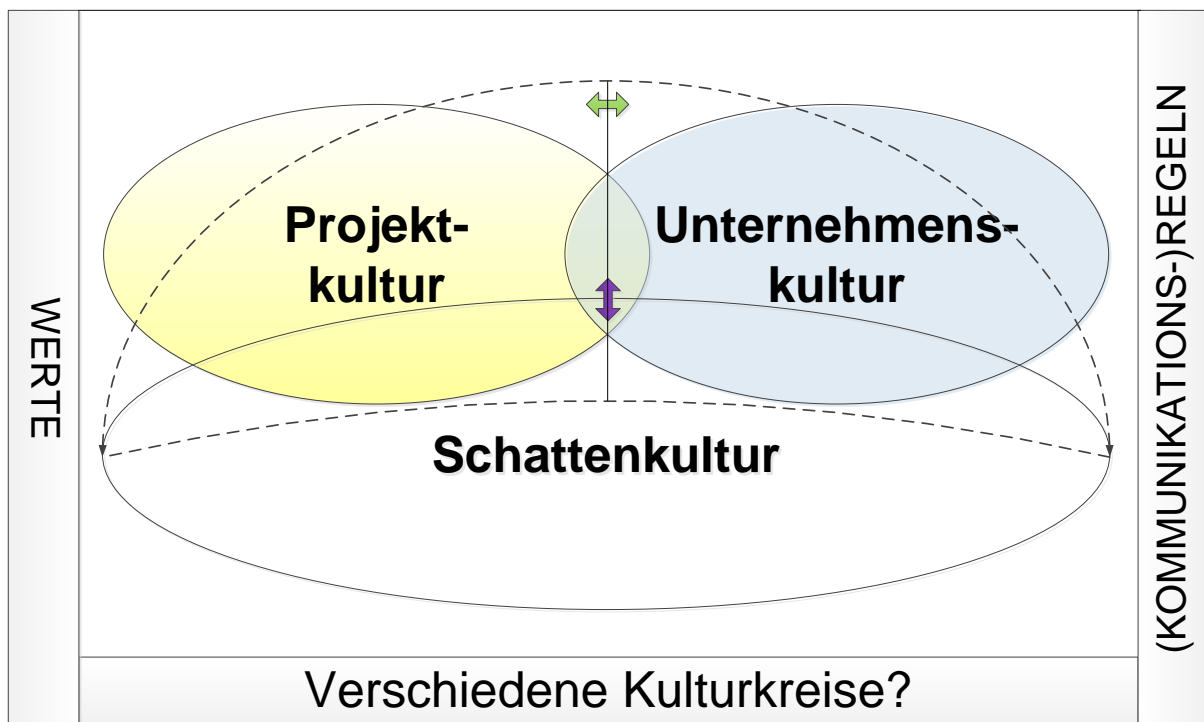 WERTE
Projekt-
kultur
Unternehmens-
kultur
Schattenkultur
(KOMMUNIKATIONS-)REGELN
Verschiedene Kulturkreise?